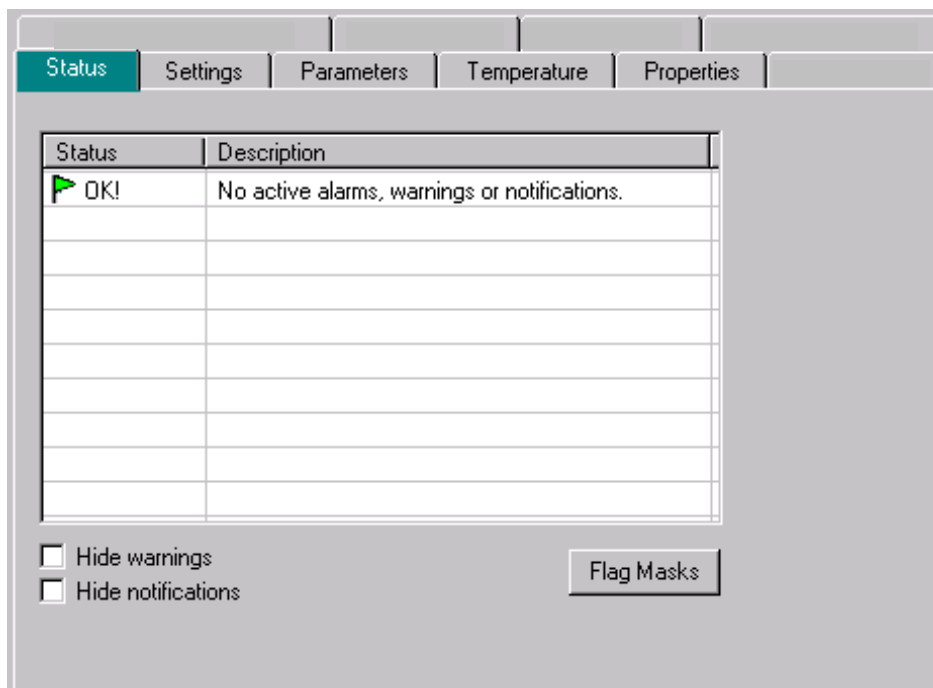 Status Settings Parameters Temperature Properties
Status Description
OK! No active alarms, warnings or notifications.
Hide warnings
Flag Masks
Hide notifications